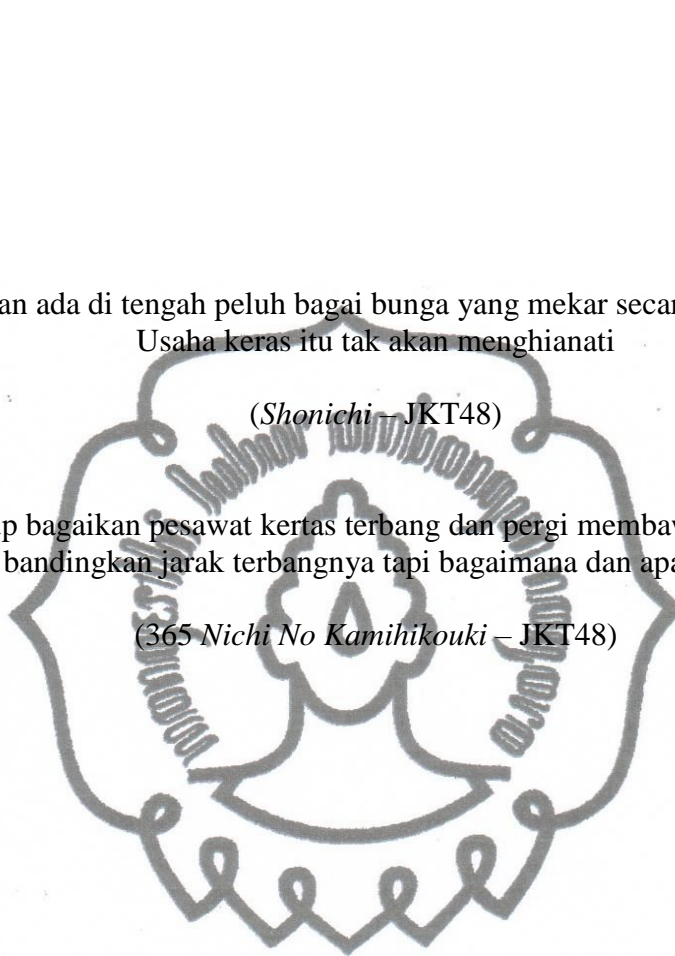 an ada di tengah peluh bagai bunga yang mekar secar
Usaha keras itu tak akan menghianati
(Shonichi – JKT48)
p bagaikan pesawat kertas terbang dan pergi membaw
bandingkan jarak terbangnya tapi bagaimana dan apa
(365 Nichi No Kamihikouki – JKT48)